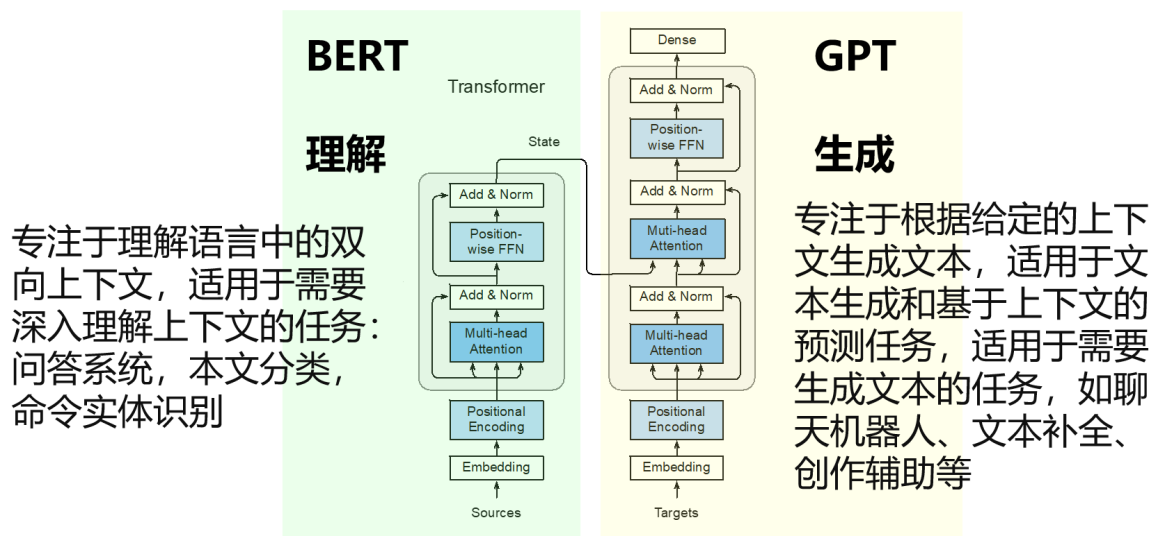 BERT
理解
专注于理解语言中的双
向上下文，适用于需要
深入理解上下文的任务：
问答系统，本文分类，
命令实体识别
Transformer
State
Add & Norm
Position-
wise FFN
Add & Norm
Multi-head
Attention
Positional
Encoding
Embedding
Sources
Dense
Add & Norm
Position-
wise FFN
Add & Norm
Muti-head
Attention
Add & Norm
Multi-head
Attention
Positional
Encoding
Embedding
Targets
GPT
生成
专注于根据给定的上下
文生成文本，适用于文
本生成和基于上下文的
预测任务，适用于需要
生成文本的任务，如聊
天机器人、文本补全、
创作辅助等